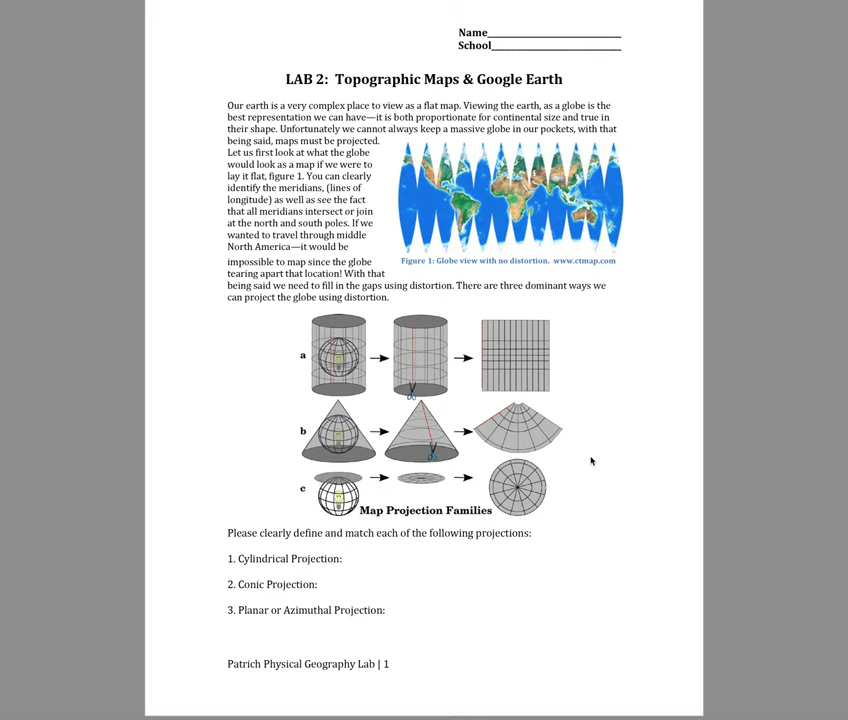 Name____________________________
School___________________________
LAB 2:  Topographic Maps & Google Earth
Our earth is a very complex place to view as a flat map. Viewing the earth, as a globe is the
best representation we can have—it is both proportionate for continental size and true in
their shape. Unfortunately we cannot always keep a massive globe in our pockets, with that
being said, maps must be projected.
Let us first look at what the globe
would look as a map if we were to
lay it flat, figure 1. You can clearly
identify the meridians, (lines of
longitude) as well as see the fact
that all meridians intersect or join
at the north and south poles. If we
wanted to travel through middle
North America—it would be
impossible to map since the globe
tearing apart that location! With that
being said we need to fill in the gaps using distortion. There are three dominant ways we
can project the globe using distortion.
Figure 1: Globe view with no distortion.  www.ctmap.com
a
b
c
Map Projection Families
Please clearly define and match each of the following projections:
1. Cylindrical Projection:
2. Conic Projection:
3. Planar or Azimuthal Projection:
Patrich Physical Geography Lab | 1